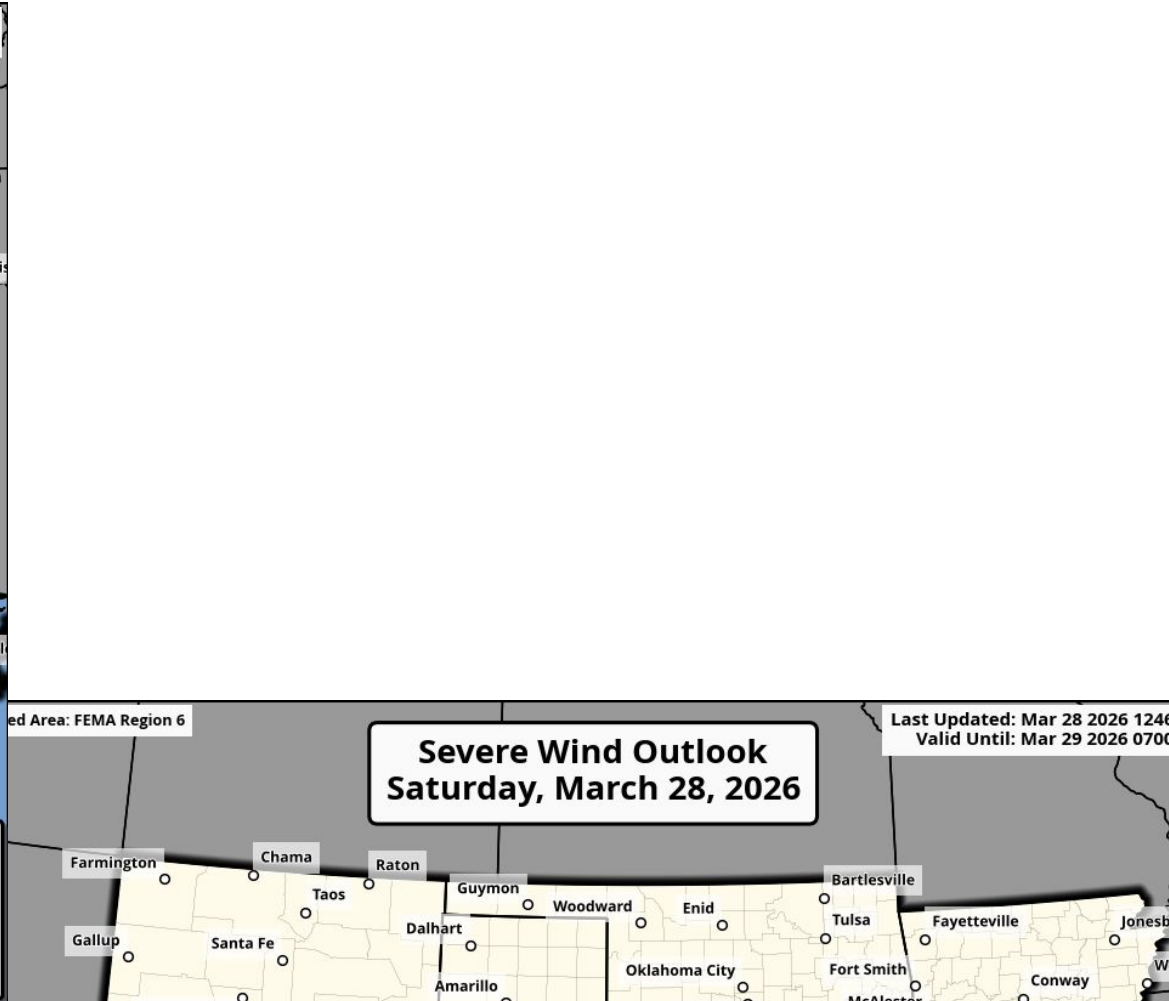 ed Area: FEMA Region 6
Last Updated: Mar 28 2026 1246
Valid Until: Mar 29 2026 0700
Severe Wind Outlook
Saturday, March 28, 2026
Farmington
Chama
Raton
Taos
Guymon
Woodward
Enid
Bartlesville
Dalhart
Tulsa
Fayetteville
Jonesb
Gallup
Santa Fe
Oklahoma City
Fort Smith
W
Amarillo
Conway
McAlester